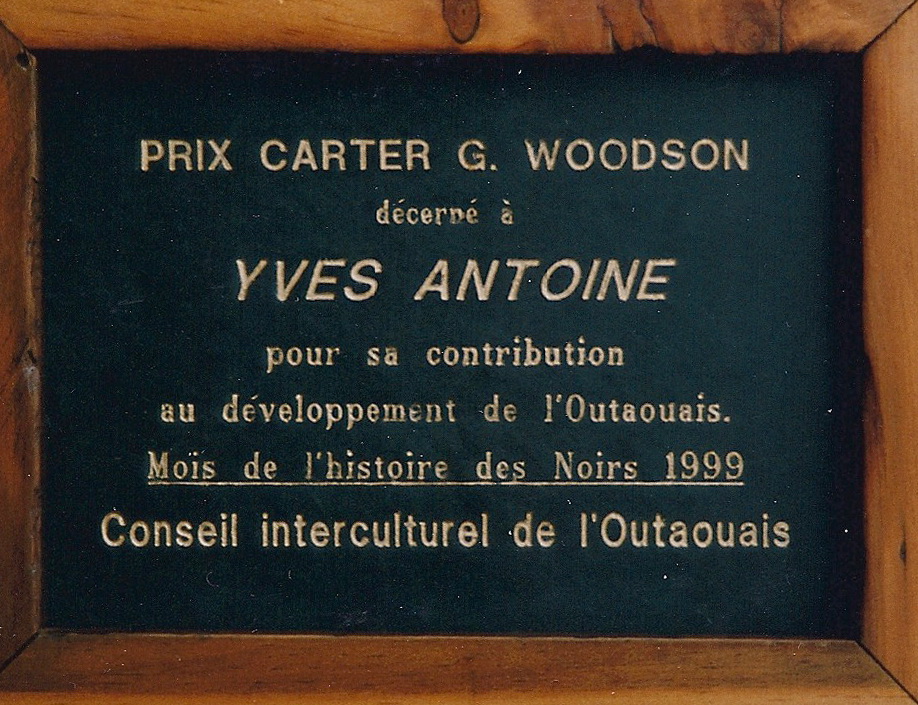 PRIX CARTER G. WOODSON
décerné à
YVES ANTOINE
pour sa contribution
au développement de l'Outaouais.
Mois de l'histoire des Noirs 1999
Conseil interculturel de l'Outaouais